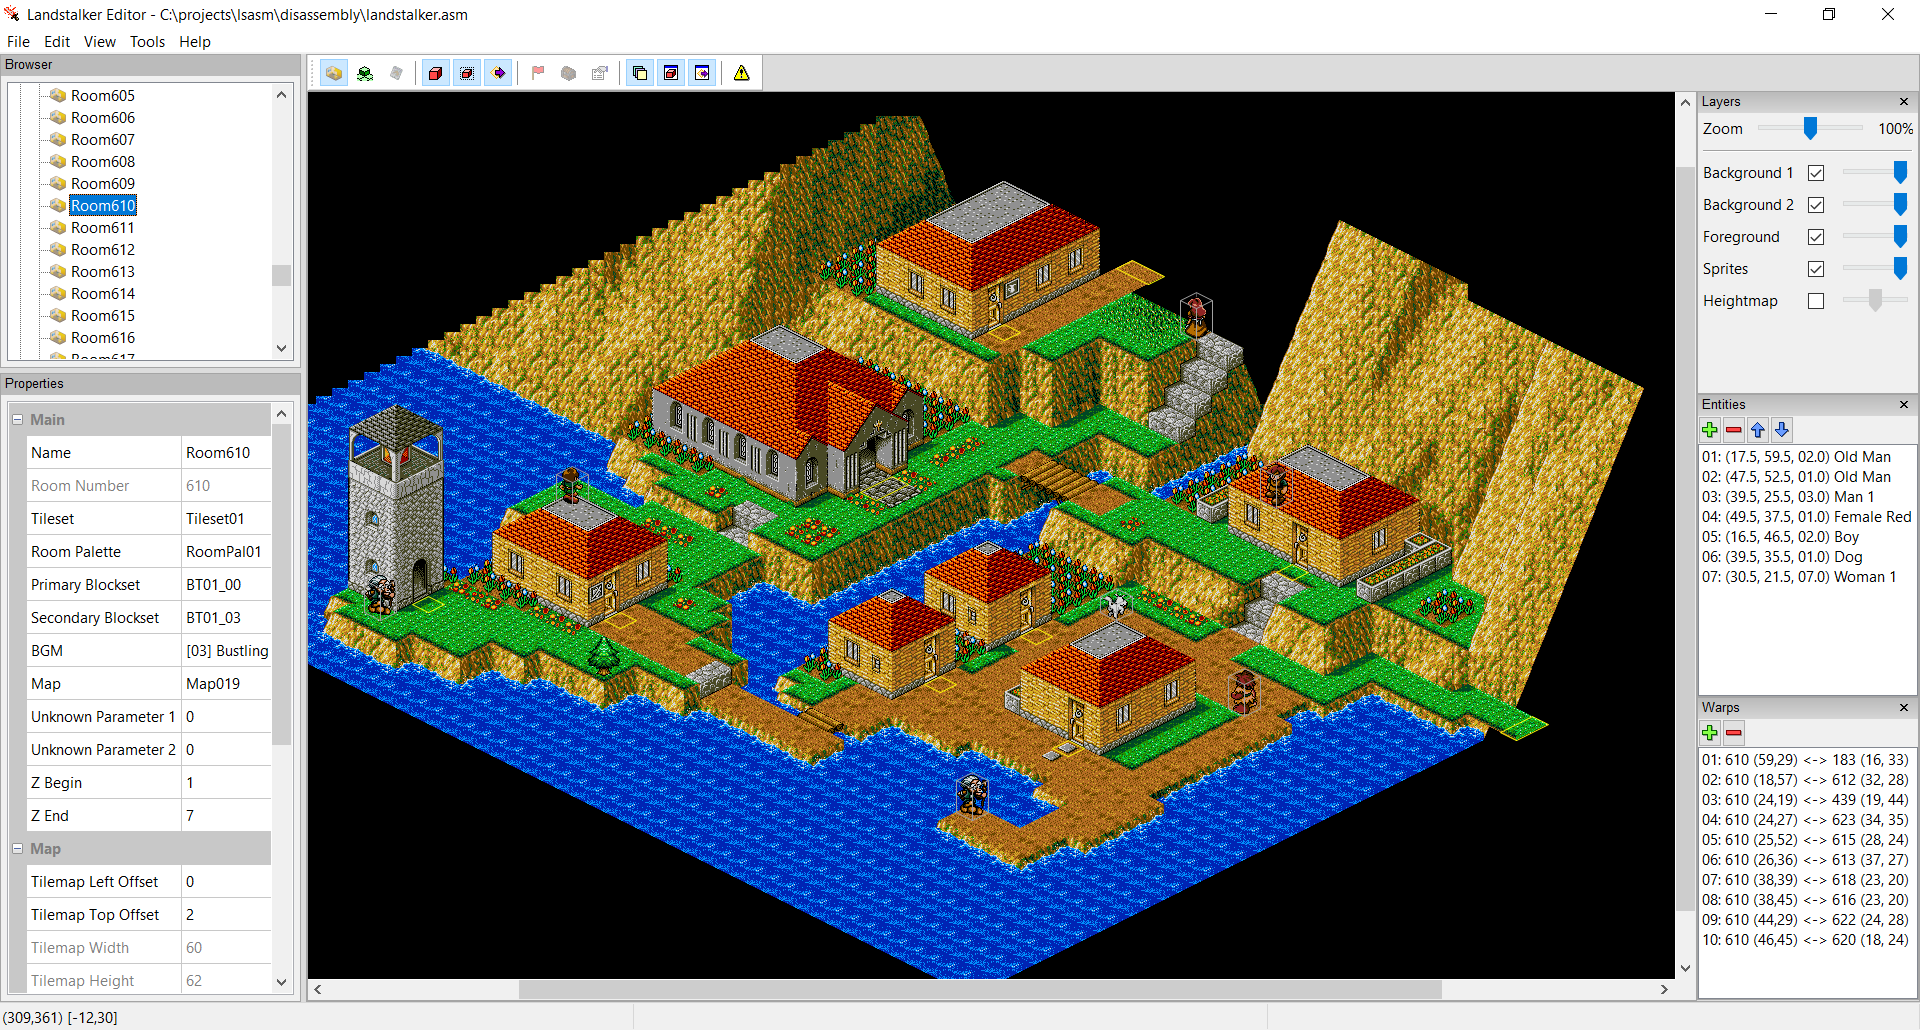 Landstalker Editor - C:\projects\lsasm\disassembly\landstalker.asm
File Edit View Tools Help
Browser
Room605
Room606
Room607
Room608
Room609
Room610
Room611
Room612
Room613
Room614
Room615
Room616
Room617
Properties
Main
Name Room610
Room Number 610
Tileset Tileset01
Room Palette RoomPal01
Primary Blockset BT01_00
Secondary Blockset BT01_03
BGM [03] Bustling
Map Map019
Unknown Parameter 1 0
Unknown Parameter 2 0
Z Begin 1
Z End 7
Map
Tilemap Left Offset 0
Tilemap Top Offset 2
Tilemap Width 60
Tilemap Height 62
Layers
Zoom 100%
Background 1
Background 2
Foreground
Sprites
Heightmap
Entities
01: (17.5, 59.5, 02.0) Old Man
02: (47.5, 52.5, 01.0) Old Man
03: (39.5, 25.5, 03.0) Man 1
04: (49.5, 37.5, 01.0) Female Red
05: (16.5, 46.5, 02.0) Boy
06: (39.5, 35.5, 01.0) Dog
07: (30.5, 21.5, 07.0) Woman 1
Warps
01: 610 (59,29) <-> 183 (16, 33)
02: 610 (18,57) <-> 612 (32, 28)
03: 610 (24,19) <-> 439 (19, 44)
04: 610 (24,27) <-> 623 (34, 35)
05: 610 (25,52) <-> 615 (28, 24)
06: 610 (26,36) <-> 613 (37, 27)
07: 610 (38,39) <-> 618 (23, 20)
08: 610 (38,45) <-> 616 (23, 20)
09: 610 (44,29) <-> 622 (24, 28)
10: 610 (46,45) <-> 620 (18, 24)
(309,361) [-12,30]